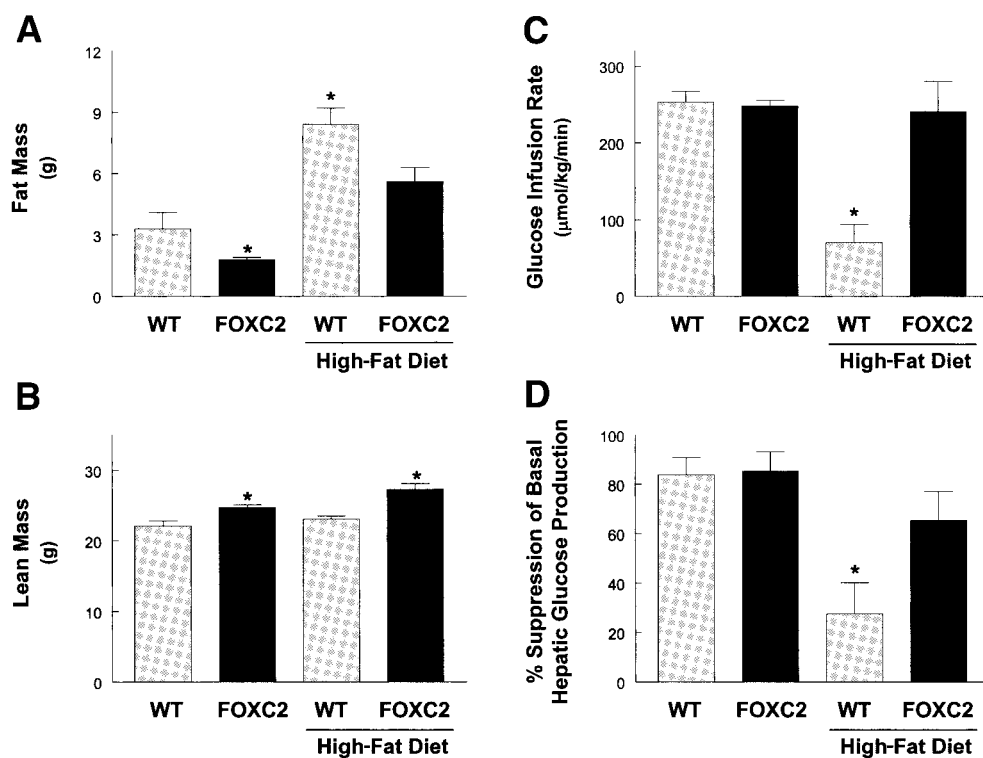 A
Fat Mass
(g)
12
9
6
3
0
*
*
WT FOXC2 WT FOXC2
High-Fat Diet
B
Lean Mass
(g)
30
20
10
0
*
*
WT FOXC2 WT FOXC2
High-Fat Diet
C
Glucose Infusion Rate
(μmol/kg/min)
300
200
100
0
*
WT FOXC2 WT FOXC2
High-Fat Diet
D
% Suppression of Basal
Hepatic Glucose Production
100
80
60
40
20
0
*
WT FOXC2 WT FOXC2
High-Fat Diet